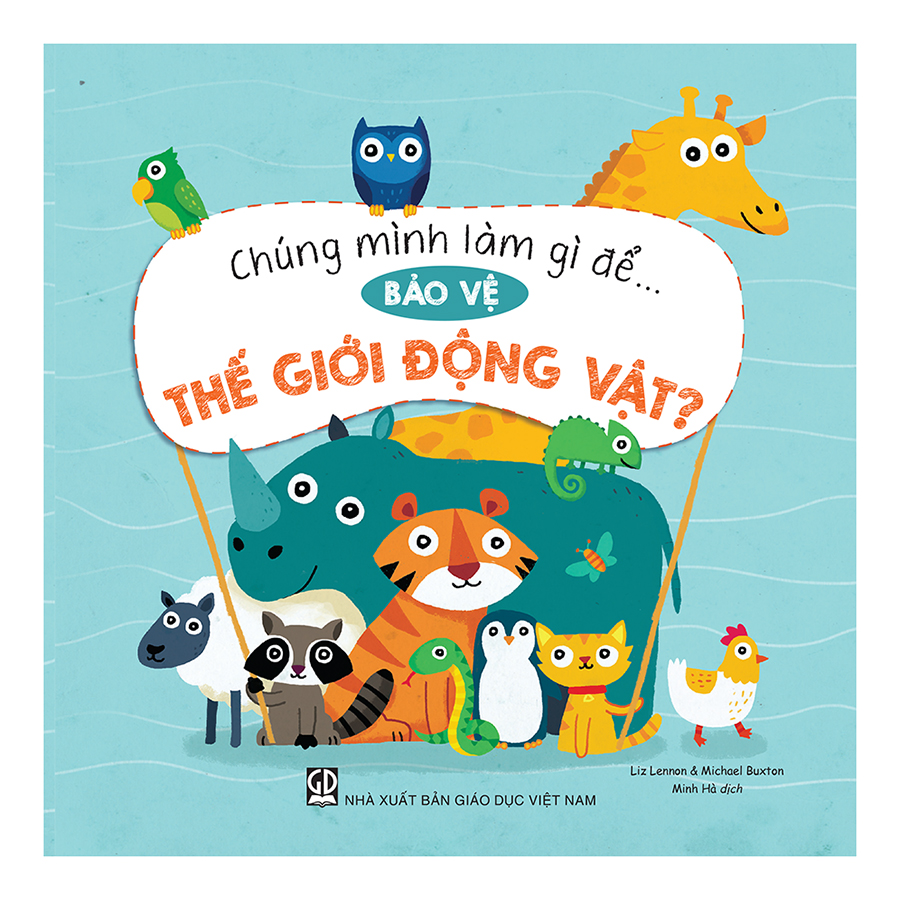 Chúng mình làm gì để...
BẢO VỆ
THẾ GIỚI ĐỘNG VẬT?
Liz Lennon & Michael Buxton
Minh Hà dịch
GD
NHÀ XUẤT BẢN GIÁO DỤC VIỆT NAM